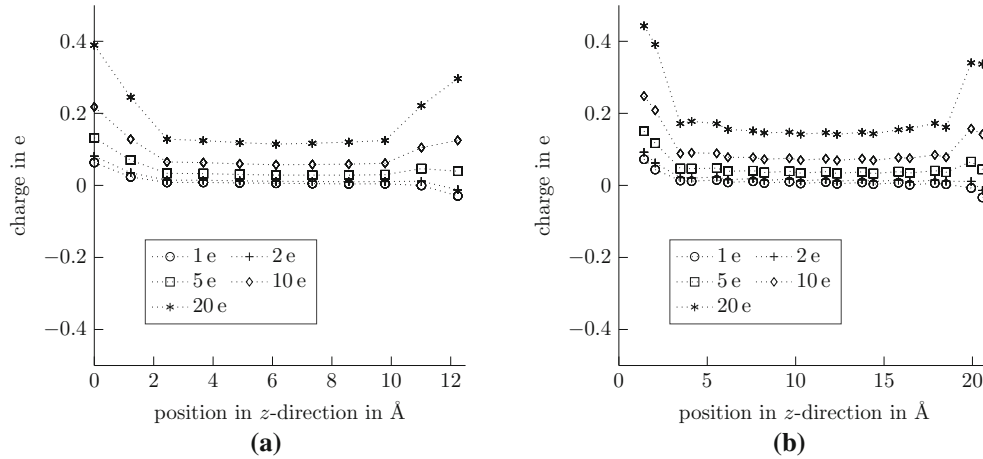 0.4
0.2
0
−0.2
−0.4
charge in e
1 e 2 e
5 e 10 e
20 e
0 2 4 6 8 10 12
position in z-direction in Å
(a)
0.4
0.2
0
−0.2
−0.4
charge in e
1 e 2 e
5 e 10 e
20 e
0 5 10 15 20
position in z-direction in Å
(b)